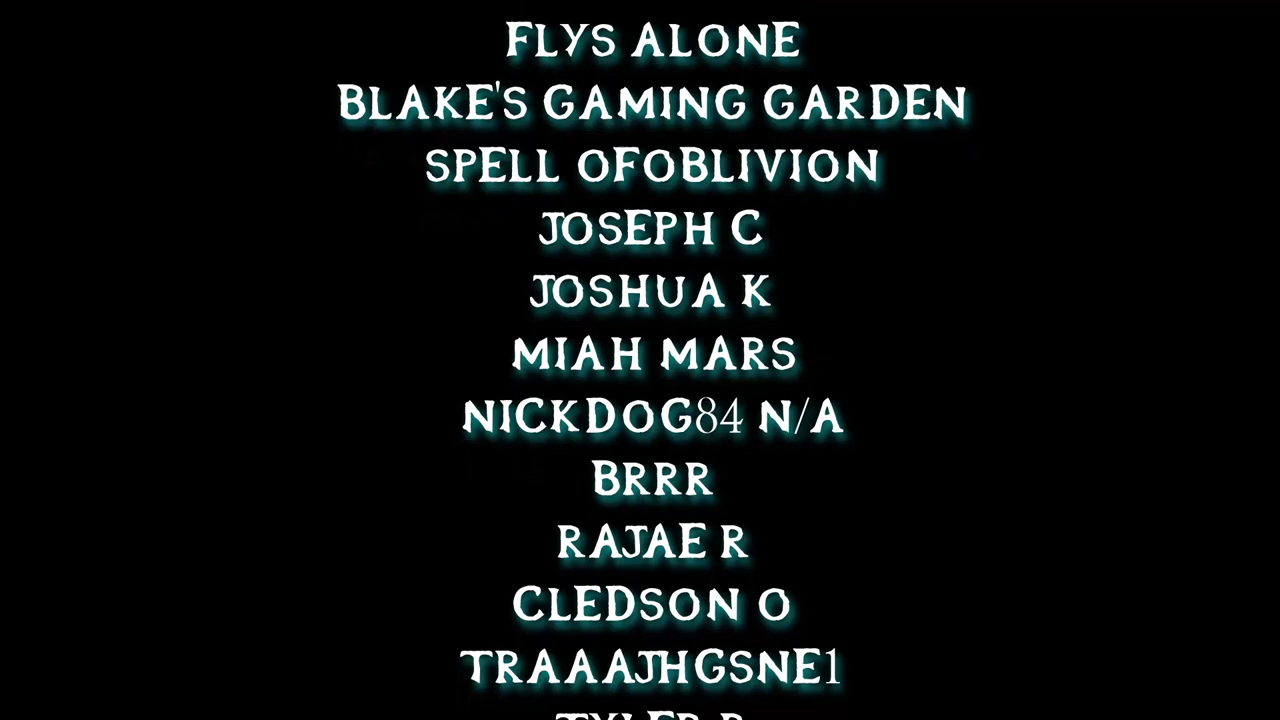 FLYS ALONE
BLAKE'S GAMING GARDEN
SPELL OFOBLIVION
JOSEPH C
JOSHUA K
MIAH MARS
NICKDOG84 N/A
BRRR
RAJAE R
CLEDSON O
TRAAAJHGSNE1